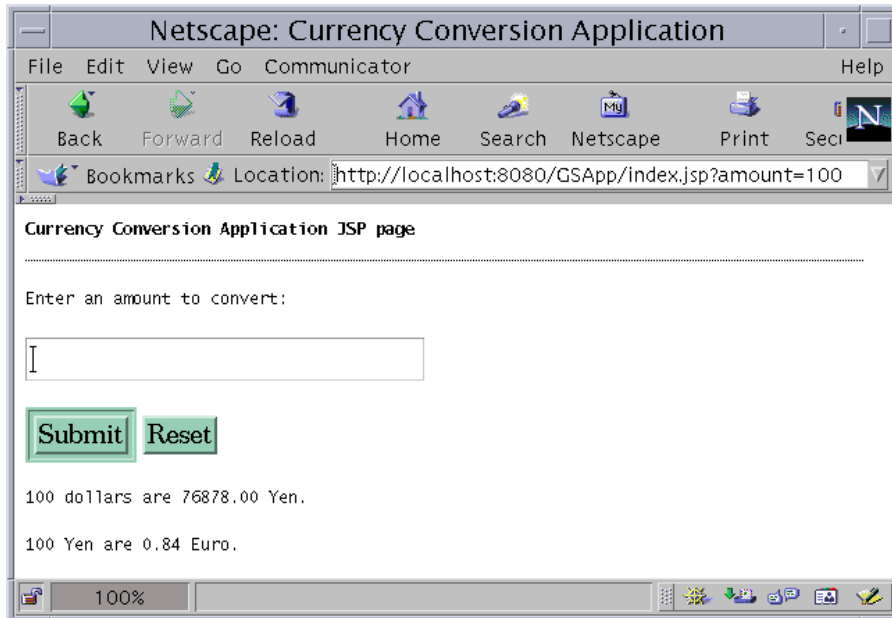 Netscape: Currency Conversion Application
File Edit View Go Communicator Help
Back Forward Reload Home Search Netscape Print
Bookmarks Location: http://localhost:8080/GSApp/index.jsp?amount=100
Currency Conversion Application JSP page
Enter an amount to convert:
Submit Reset
100 dollars are 76878.00 Yen.
100 Yen are 0.84 Euro.
100%